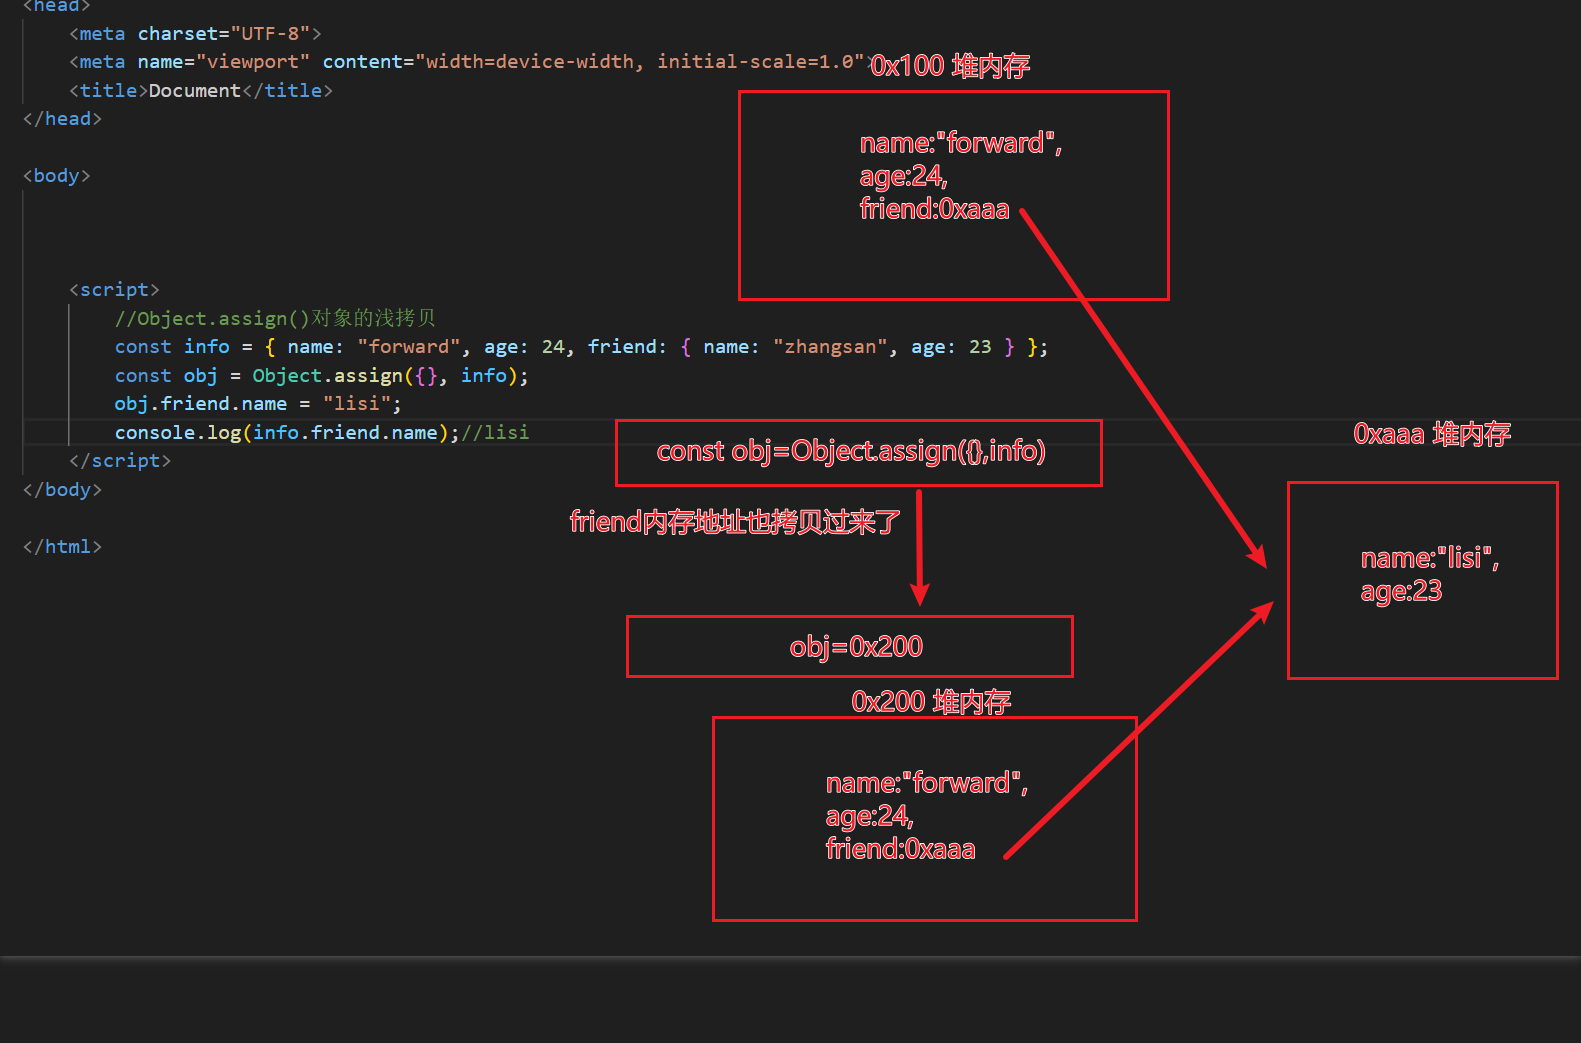 <head>
<meta charset="UTF-8">
<meta name="viewport" content="width=device-width, initial-scale=1.0">
<title>Document</title>
</head>
<body>
<script>
//Object.assign()对象的浅拷贝
const info = { name: "forward", age: 24, friend: { name: "zhangsan", age: 23 } };
const obj = Object.assign({}, info);
obj.friend.name = "lisi";
console.log(info.friend.name);//lisi
</script>
</body>
</html>
0x100 堆内存
name:"forward",
age:24,
friend:0xaaa
const obj=Object.assign({},info)
friend内存地址也拷贝过来了
obj=0x200
0x200 堆内存
name:"forward",
age:24,
friend:0xaaa
0xaaa 堆内存
name:"lisi",
age:23